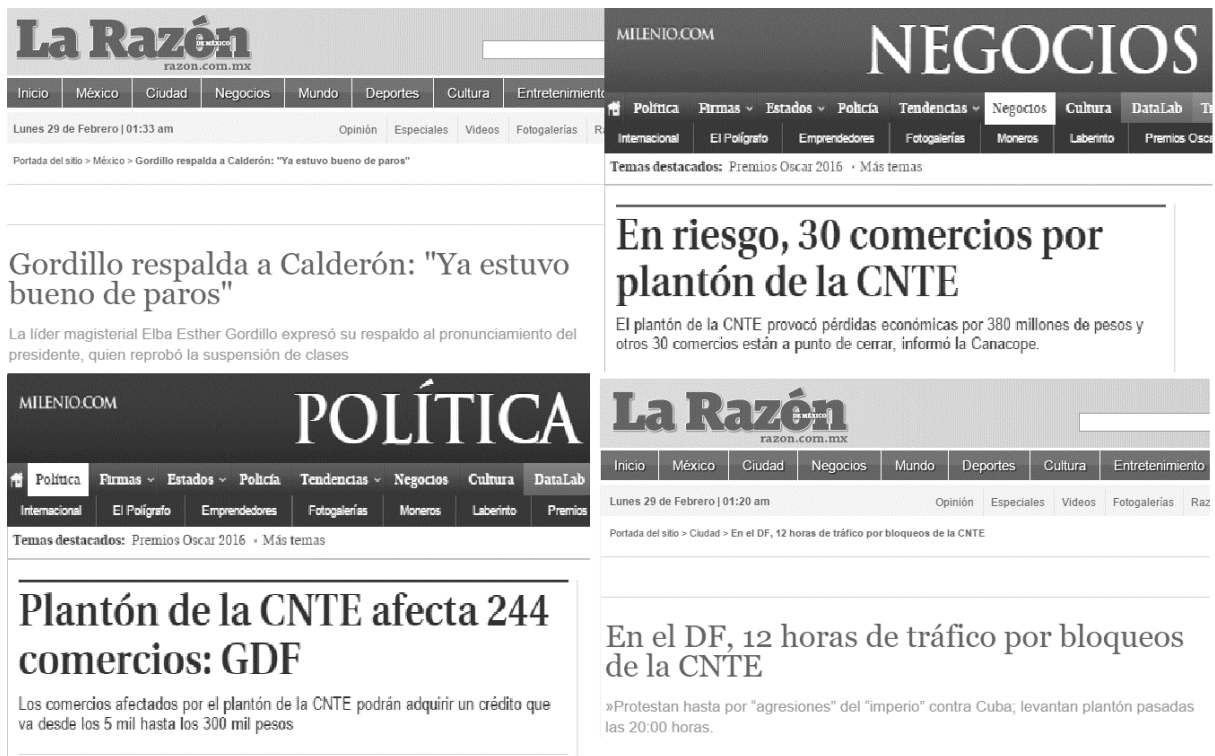 La Razón
DE MÉXICO
razon.com.mx
Inicio México Ciudad Negocios Mundo Deportes Cultura Entretenimiento
Lunes 29 de Febrero | 01:33 am Opinión Especiales Videos Fotogalerías
Portada del sitio > México > Gordillo respalda a Calderón: "Ya estuvo bueno de paros"
Gordillo respalda a Calderón: "Ya estuvo
bueno de paros"
La líder magisterial Elba Esther Gordillo expresó su respaldo al pronunciamiento del
presidente, quien reprobó la suspensión de clases
MILENIO.COM NEGOCIOS
Política Firmas Estados Policía Tendencias Negocios Cultura DataLab
Internacional El Polígrafo Emprendedores Fotogalerías Moneros Laberinto Premios Osca
Temas destacados: Premios Oscar 2016 • Más temas
En riesgo, 30 comercios por
plantón de la CNTE
El plantón de la CNTE provocó pérdidas económicas por 380 millones de pesos y
otros 30 comercios están a punto de cerrar, informó la Canacope.
MILENIO.COM POLÍTICA
Política Firmas Estados Policía Tendencias Negocios Cultura DataLab
Internacional El Polígrafo Emprendedores Fotogalerías Moneros Laberinto Premios
Temas destacados: Premios Oscar 2016 • Más temas
Plantón de la CNTE afecta 244
comercios: GDF
Los comercios afectados por el plantón de la CNTE podrán adquirir un crédito que
va desde los 5 mil hasta los 300 mil pesos
La Razón
DE MÉXICO
razon.com.mx
Inicio México Ciudad Negocios Mundo Deportes Cultura Entretenimiento
Lunes 29 de Febrero | 01:20 am Opinión Especiales Videos Fotogalerías Raz
Portada del sitio > Ciudad > En el DF, 12 horas de tráfico por bloqueos de la CNTE
En el DF, 12 horas de tráfico por bloqueos
de la CNTE
»Protestan hasta por "agresiones" del "imperio" contra Cuba; levantan plantón pasadas
las 20:00 horas.